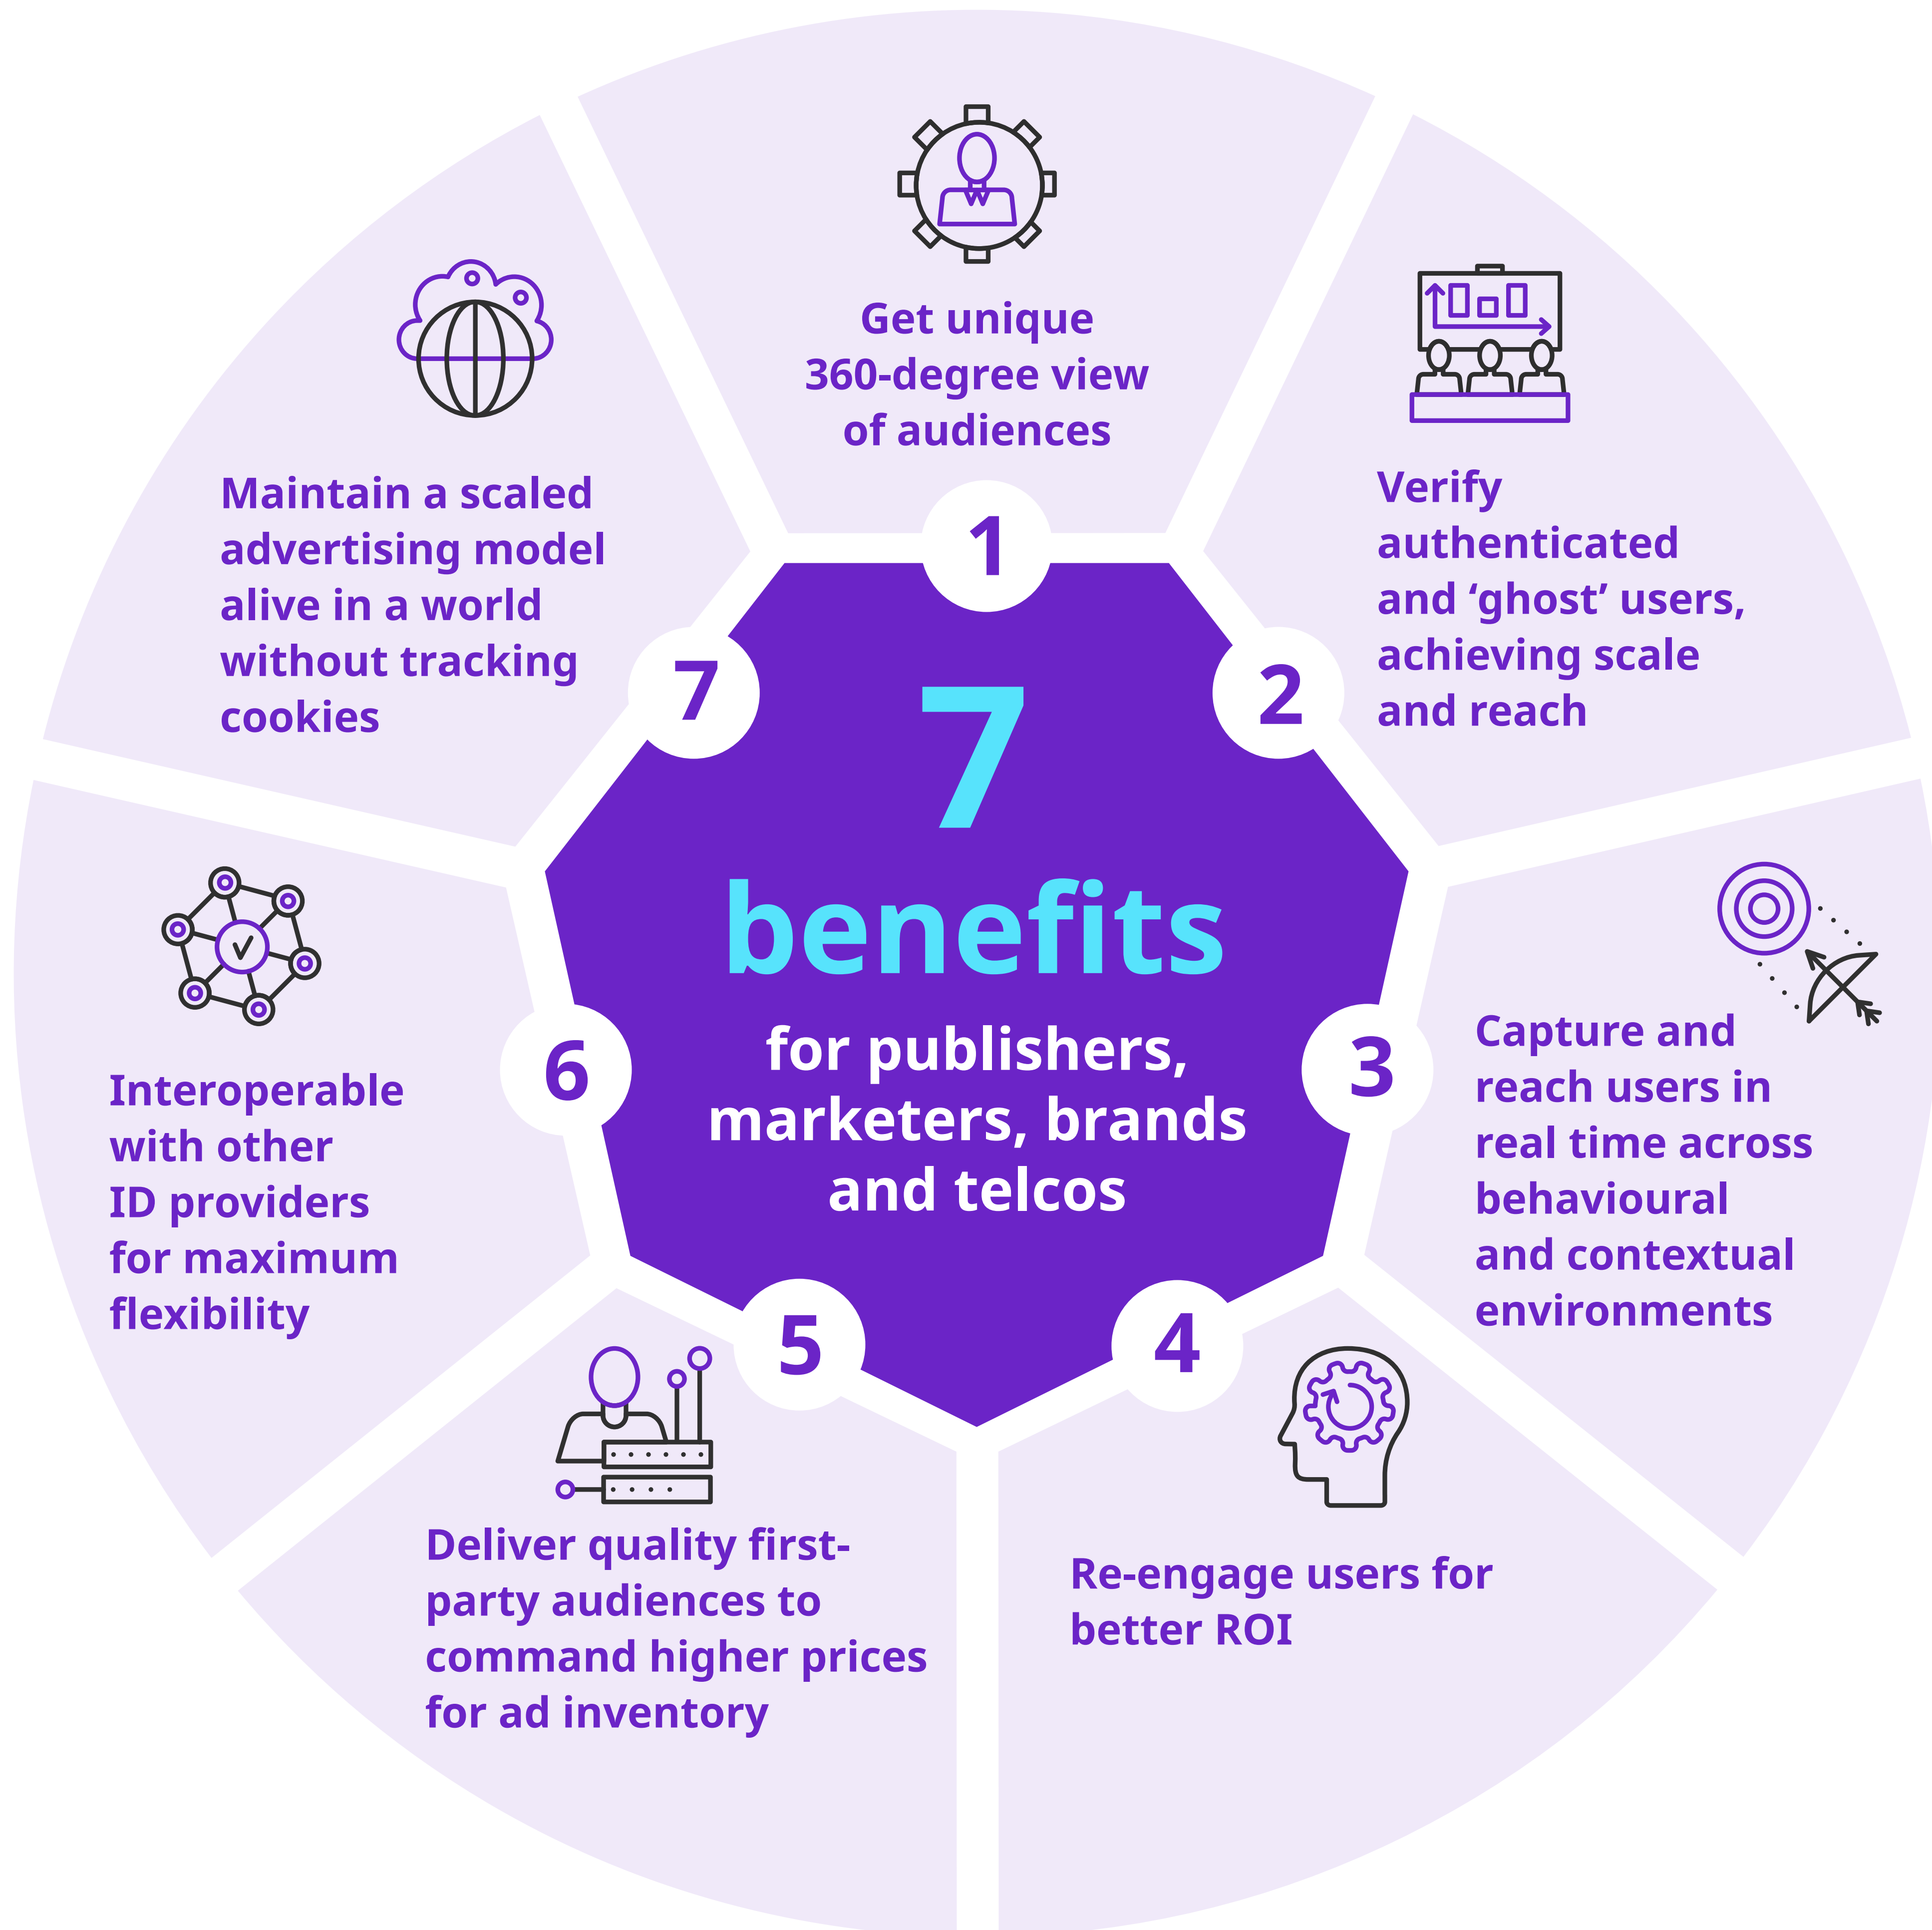 7
benefits
for publishers,
marketers, brands
and telcos
1
Get unique
360-degree view
of audiences
2
Verify
authenticated
and ‘ghost’ users,
achieving scale
and reach
3
Capture and
reach users in
real time across
behavioural
and contextual
environments
4
Re-engage users for
better ROI
5
Deliver quality first-
party audiences to
command higher prices
for ad inventory
6
Interoperable
with other
ID providers
for maximum
flexibility
7
Maintain a scaled
advertising model
alive in a world
without tracking
cookies